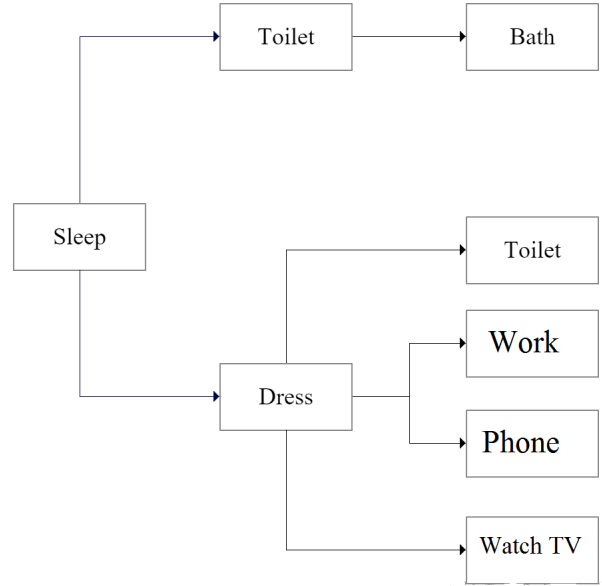 Toilet
Bath
Sleep
Toilet
Work
Dress
Phone
Watch TV